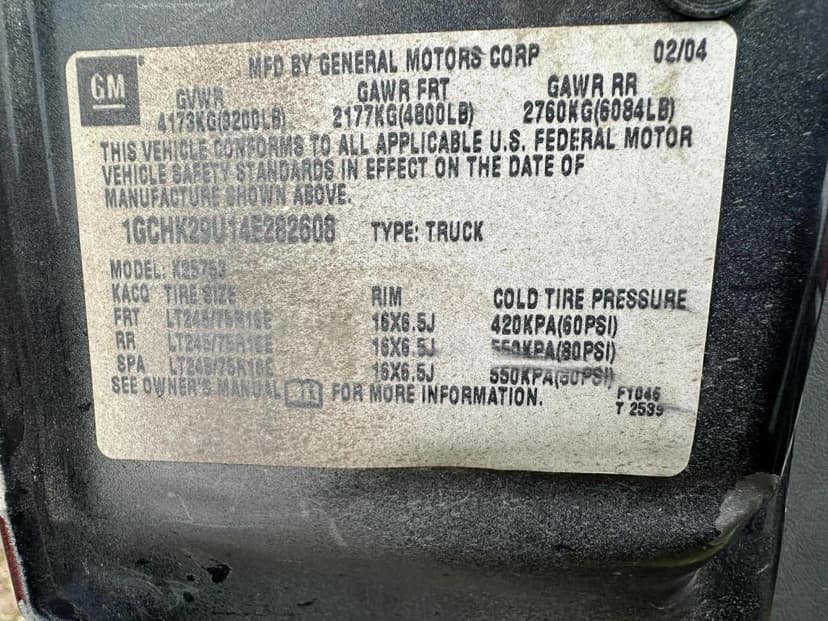 GM MFD BY GENERAL MOTORS CORP 02/04
GVWR GAWR FRT GAWR RR
4173KG(9200LB) 2177KG(4800LB) 2760KG(6084LB)
THIS VEHICLE CONFORMS TO ALL APPLICABLE U.S. FEDERAL MOTOR
VEHICLE SAFETY STANDARDS IN EFFECT ON THE DATE OF
MANUFACTURE SHOWN ABOVE.
1GCHK29U14E282608 TYPE: TRUCK
MODEL: K25753
KACQ TIRE SIZE RIM COLD TIRE PRESSURE
FRT LT245/75R16E 16X6.5J 420KPA(60PSI)
RR LT245/75R16E 16X6.5J 550KPA(80PSI)
SPA LT245/75R16E 16X6.5J 550KPA(80PSI)
SEE OWNER'S MANUAL FOR MORE INFORMATION.
F1046
T 2539